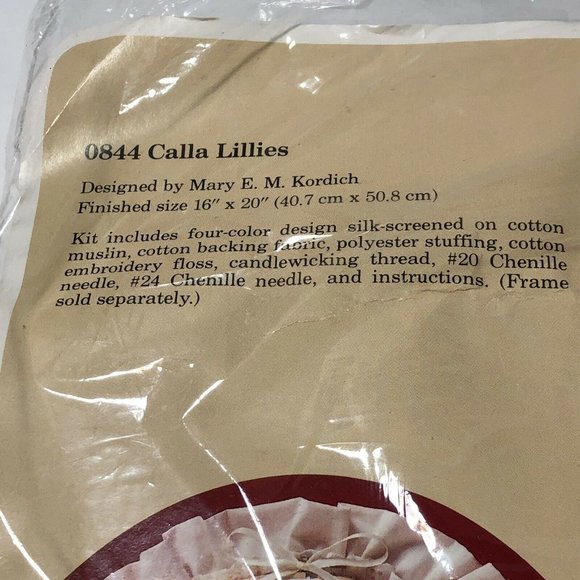 0844 Calla Lillies
Designed by Mary E. M. Kordich
Finished size 16" x 20" (40.7 cm x 50.8 cm)
Kit includes four-color design silk-screened on cotton
muslin, cotton backing fabric, polyester stuffing, cotton
embroidery floss, candlewicking thread, #20 Chenille
needle, #24 Chenille needle, and instructions. (Frame
sold separately.)